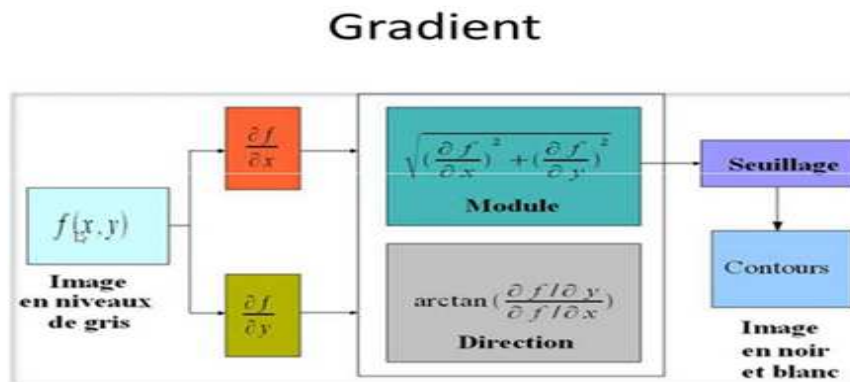 Gradient
∂f/∂x
√((∂f/∂x)² + (∂f/∂y)²)
Module
Seuillage
f(x, y)
Image
en niveaux
de gris
∂f/∂y
arctan(∂f/∂y / ∂f/∂x)
Direction
Contours
Image
en noir
et blanc